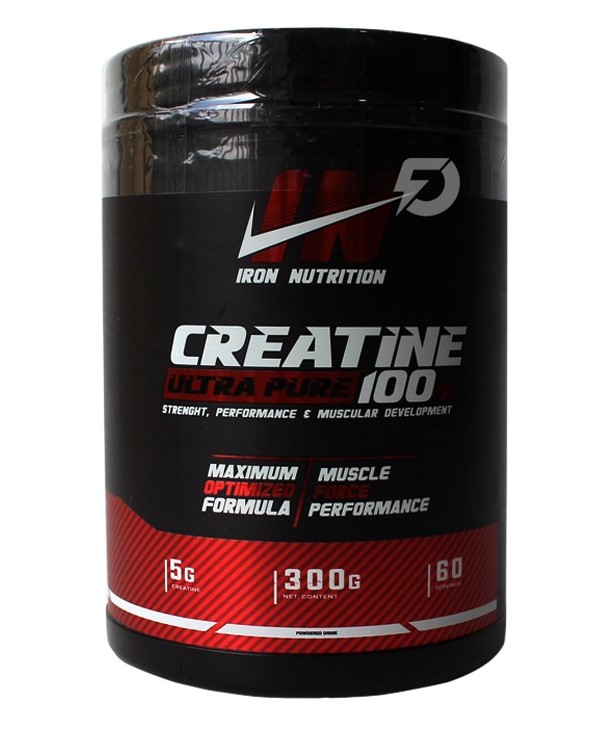 IN
IRON NUTRITION
CREATINE
ULTRA PURE 100%
STRENGHT, PERFORMANCE & MUSCULAR DEVELOPMENT
MAXIMUM
OPTIMIZED
FORMULA
MUSCLE
FORCE
PERFORMANCE
5G
CREATINE
300G
NET. CONTENT
60
SERVINGS
POWDERED DRINK